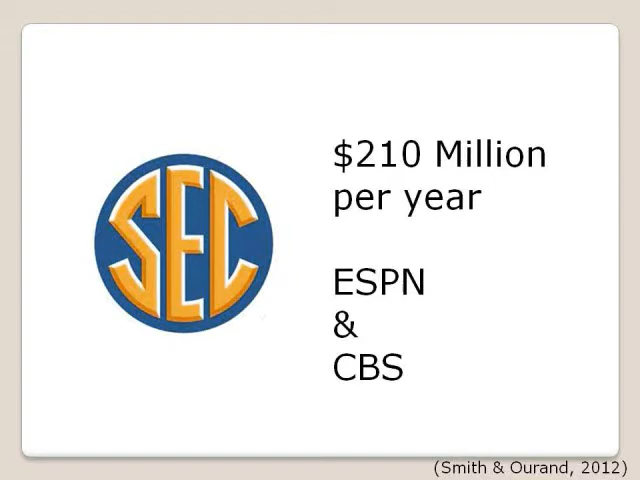 SEC
$210 Million
per year
ESPN
&
CBS
(Smith & Ourand, 2012)